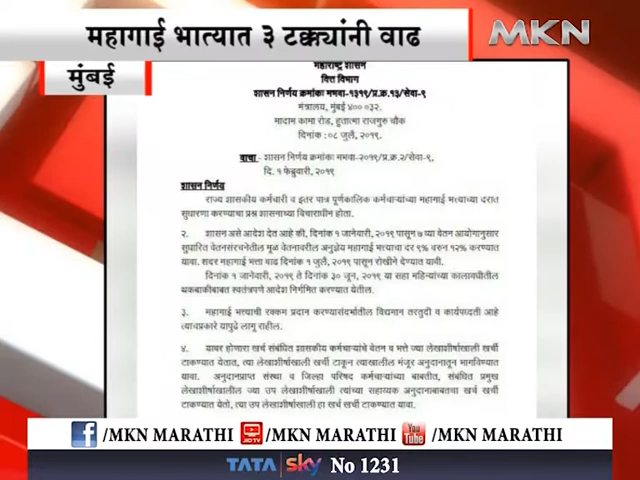 महागाई भात्यात ३ टक्क्यांनी वाढ
MKN
मुंबई
महाराष्ट्र शासन
वित्त विभाग
शासन निर्णय क्रमांकः मभवा-१३१९/प्र.क्र.१३/सेवा-९
मंत्रालय, मुंबई ४०० ०३२.
मादाम कामा रोड, हुतात्मा राजगुरु चौक
दिनांक : ०८ जुलै, २०१९.
वाचा - शासन निर्णय क्रमांकः मभवा-२०१९/प्र.क्र.२/सेवा-९,
दि. १ फेब्रुवारी, २०१९
शासन निर्णय
राज्य शासकीय कर्मचारी व इतर पात्र पूर्णकालिक कर्मचाऱ्यांच्या महागाई भत्त्याच्या दरात
सुधारणा करण्याचा प्रश्न शासनाच्या विचाराधीन होता.
२. शासन असे आदेश देत आहे की, दिनांक १ जानेवारी, २०१९ पासून ७ व्या वेतन आयोगानुसार
सुधारित वेतनसंरचनेतील मूळ वेतनावरील अनुज्ञेय महागाई भत्त्याचा दर ९% वरुन १२% करण्यात
यावा. सदर महागाई भत्ता वाढ दिनांक १ जुलै, २०१९ पासून रोखीने देण्यात यावी.
दिनांक १ जानेवारी, २०१९ ते दिनांक ३० जून, २०१९ या सहा महिन्यांच्या कालावधीतील
थकबाकीबाबत स्वतंत्रपणे आदेश निर्गमित करण्यात येतील.
३. महागाई भत्त्याची रक्कम प्रदान करण्यासंदर्भातील विद्यमान तरतुदी व कार्यपध्दती आहे
त्याचप्रकारे यापुढे लागू राहील.
४. यावर होणारा खर्च संबंधित शासकीय कर्मचाऱ्यांचे वेतन व भत्ते ज्या लेखाशीर्षाखाली खर्ची
टाकण्यात येतात, त्या लेखाशीर्षाखाली खर्ची टाकून त्याखालील मंजूर अनुदानातून भागविण्यात
यावा. अनुदानप्राप्त संस्था व जिल्हा परिषद कर्मचाऱ्यांच्या बाबतीत, संबंधित प्रमुख
लेखाशीर्षाखालील ज्या उप लेखाशीर्षाखाली त्यांच्या सहाय्यक अनुदानाबाबतचा खर्च खर्ची
टाकण्यात येतो, त्या उप लेखाशीर्षाखाली हा खर्च खर्ची टाकण्यात यावा.
f /MKN MARATHI JIO TV /MKN MARATHI You Tube /MKN MARATHI
TATA sky No 1231